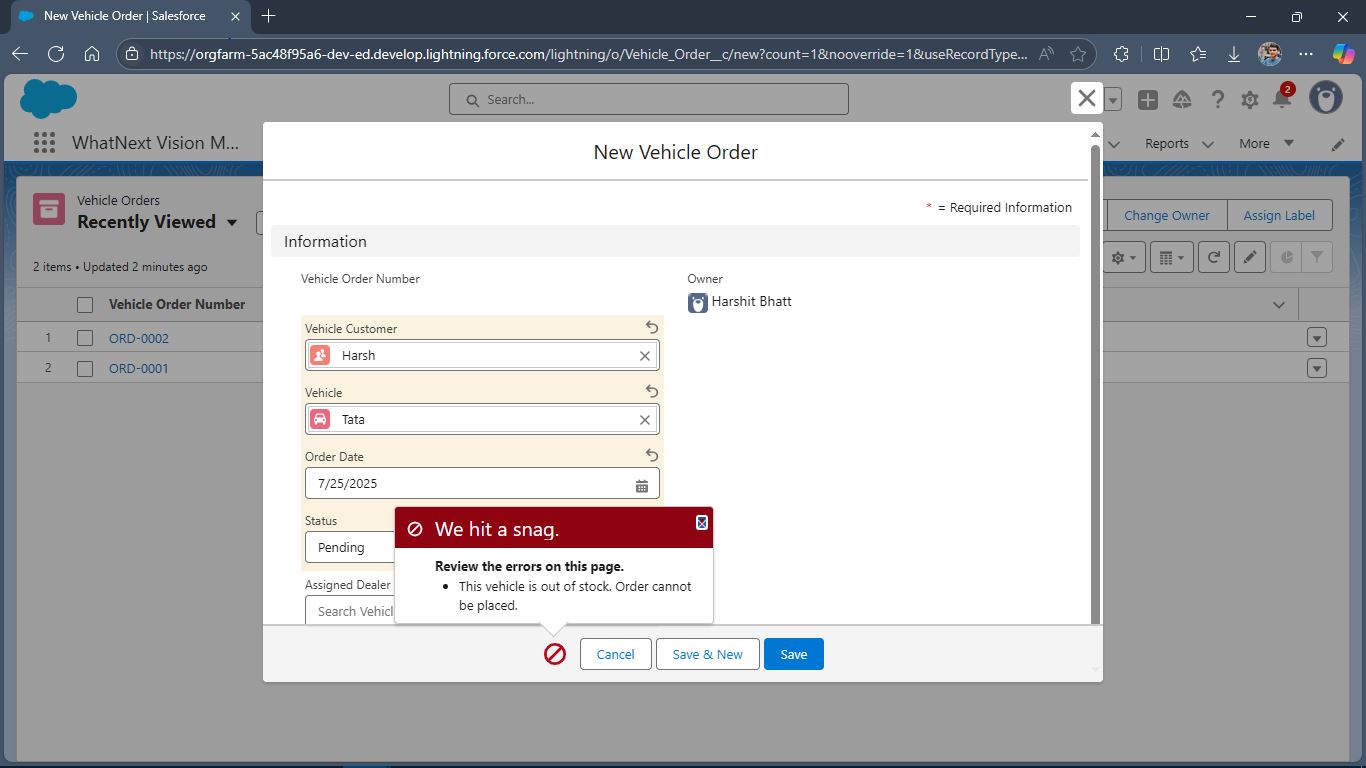 New Vehicle Order | Salesforce
https://orgfarm-5ac48f95a6-dev-ed.develop.lightning.force.com/lightning/o/Vehicle_Order__c/new?count=1&nooverride=1&useRecordType...
Search...
2
WhatNext Vision M...
Reports
More
New Vehicle Order
* = Required Information
Vehicle Orders
Recently Viewed
Change Owner
Assign Label
Information
2 items • Updated 2 minutes ago
Vehicle Order Number
Owner
Harshit Bhatt
Vehicle Order Number
1 ORD-0002
2 ORD-0001
Vehicle Customer
Harsh
Vehicle
Tata
Order Date
7/25/2025
Status
Pending
We hit a snag.
Review the errors on this page.
• This vehicle is out of stock. Order cannot
be placed.
Assigned Dealer
Search Vehicl
Cancel
Save & New
Save